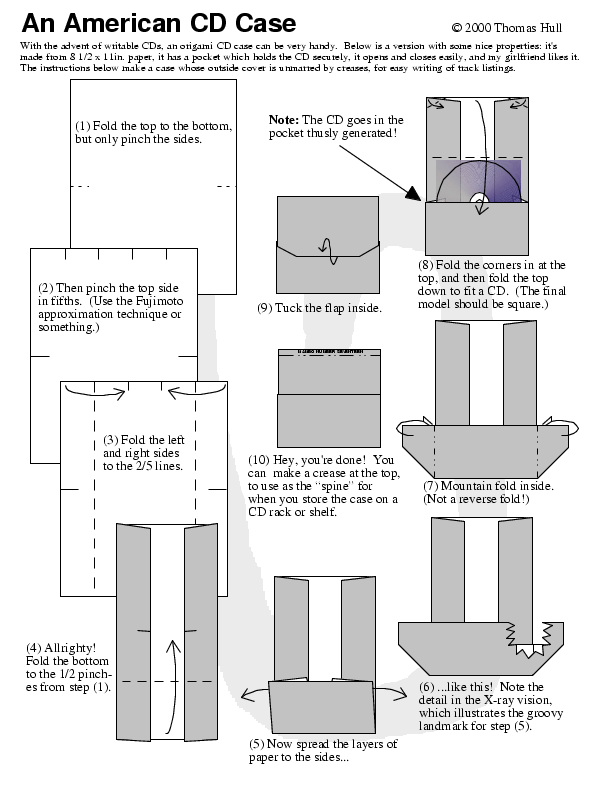 An American CD Case
© 2000 Thomas Hull
With the advent of writable CDs, an origami CD case can be very handy. Below is a version with some nice properties: it's
made from 8 1/2 x 11in. paper, it has a pocket which holds the CD securely, it opens and closes easily, and my girlfriend likes it.
The instructions below make a case whose outside cover is unmarred by creases, for easy writing of track listings.
(1) Fold the top to the bottom,
but only pinch the sides.
(2) Then pinch the top side
in fifths. (Use the Fujimoto
approximation technique or
something.)
(3) Fold the left
and right sides
to the 2/5 lines.
(4) Allrighty!
Fold the bottom
to the 1/2 pinch-
es from step (1).
(5) Now spread the layers of
paper to the sides...
(6) ...like this! Note the
detail in the X-ray vision,
which illustrates the groovy
landmark for step (5).
(7) Mountain fold inside.
(Not a reverse fold!)
Note: The CD goes in the
pocket thusly generated!
(8) Fold the corners in at the
top, and then fold the top
down to fit a CD. (The final
model should be square.)
(9) Tuck the flap inside.
(10) Hey, you're done! You
can make a crease at the top,
to use as the "spine" for
when you store the case on a
CD rack or shelf.